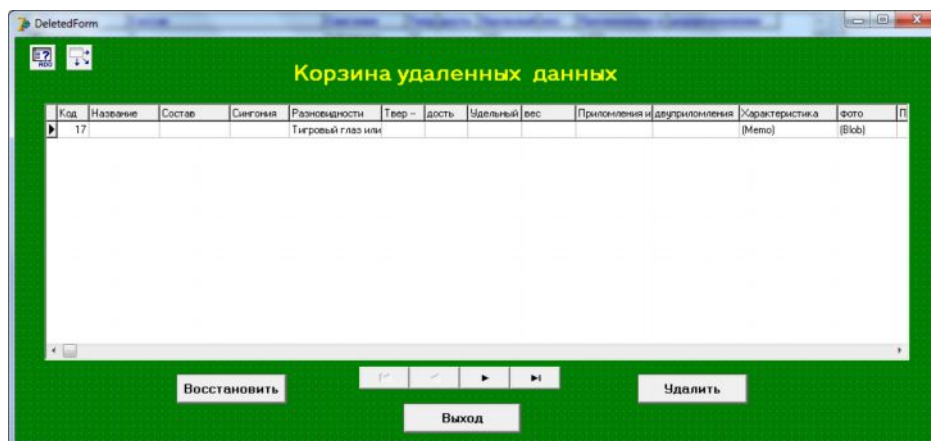 DeletedForm
ADO
Корзина удаленных данных
Код Название Состав Сингония Разновидности Твер – дость Удельный вес Приломления и двуприломления Характеристика фото П
17 Тигровый глаз или (Memo) (Blob)
Восстановить
Удалить
Выход